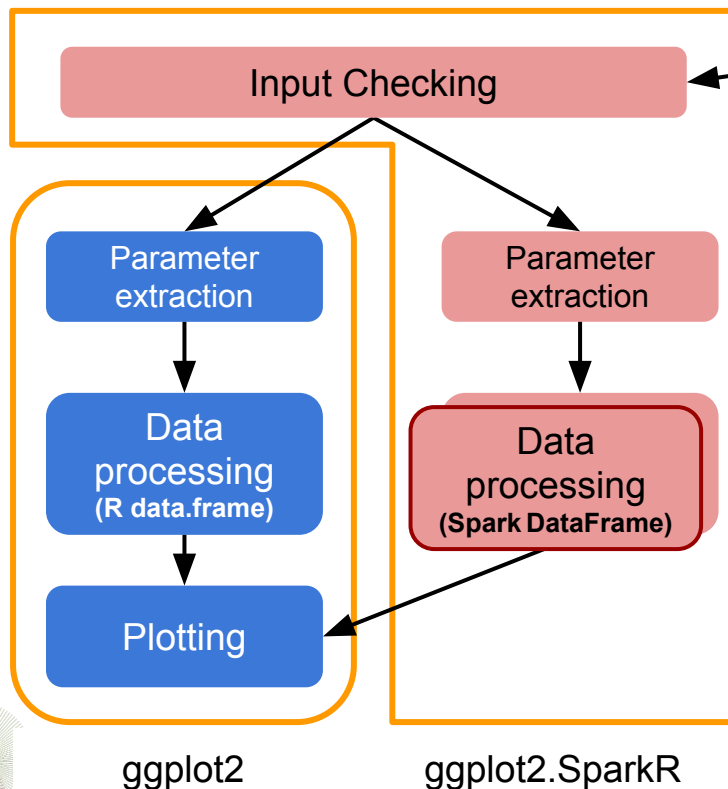 Input Checking
Parameter
extraction
Data
processing
(R data.frame)
Plotting
Parameter
extraction
Data
processing
(Spark DataFrame)
ggplot2
ggplot2.SparkR